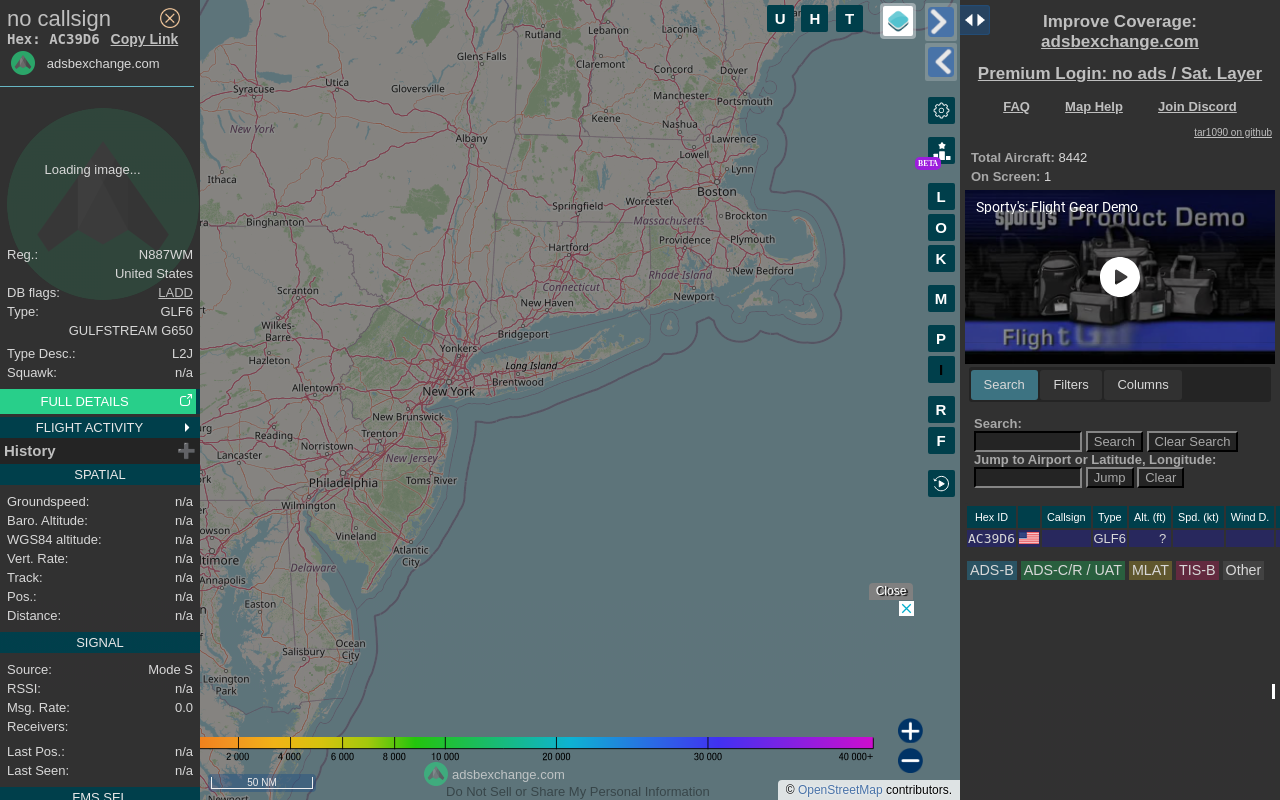 no callsign
Hex: AC39D6 Copy Link
adsbexchange.com
Loading image...
Reg.: N887WM
United States
DB flags: LADD
Type: GLF6
GULFSTREAM G650
Type Desc.: L2J
Squawk: n/a
FULL DETAILS
FLIGHT ACTIVITY
History
SPATIAL
Groundspeed: n/a
Baro. Altitude: n/a
WGS84 altitude: n/a
Vert. Rate: n/a
Track: n/a
Pos.: n/a
Distance: n/a
SIGNAL
Source: Mode S
RSSI: n/a
Msg. Rate: 0.0
Receivers:
Last Pos.: n/a
Last Seen: n/a
FMS SEL
U H T
BETA
L
O
K
M
P
I
R
F
Rutland
Lebanon
Laconia
Glens Falls
Claremont
Concord
Dover
Utica
Syracuse
Gloversville
Manchester
Portsmouth
New York
Keene
Nashua
Albany
Lawrence
Lowell
Lynn
Ithaca
Boston
Worcester
Springfield
Binghamton
Massachusetts
Brockton
Hartford
Providence
Plymouth
Rhode Island
New Bedford
Connecticut
Scranton
New Haven
Newport
Wilkes-
Barre
Bridgeport
Yonkers
Hazleton
Long Island
Brentwood
Allentown
New York
New Brunswick
Reading
Trenton
Norristown
Lancaster
New Jersey
Philadelphia
Toms River
Wilmington
Vineland
Atlantic
City
Delaware
Annapolis
Easton
Ocean
City
Salisbury
Lexington
Park
Close
2 000 4 000 6 000 8 000 10 000 20 000 30 000 40 000+
50 NM
adsbexchange.com
Do Not Sell or Share My Personal Information
© OpenStreetMap contributors.
Improve Coverage:
adsbexchange.com
Premium Login: no ads / Sat. Layer
FAQ Map Help Join Discord
tar1090 on github
Total Aircraft: 8442
On Screen: 1
Sporty's: Flight Gear Demo
sportys Product Demo
Flight G
Search Filters Columns
Search:
Search Clear Search
Jump to Airport or Latitude, Longitude:
Jump Clear
Hex ID Callsign Type Alt. (ft) Spd. (kt) Wind D.
AC39D6 GLF6 ?
ADS-B ADS-C/R / UAT MLAT TIS-B Other